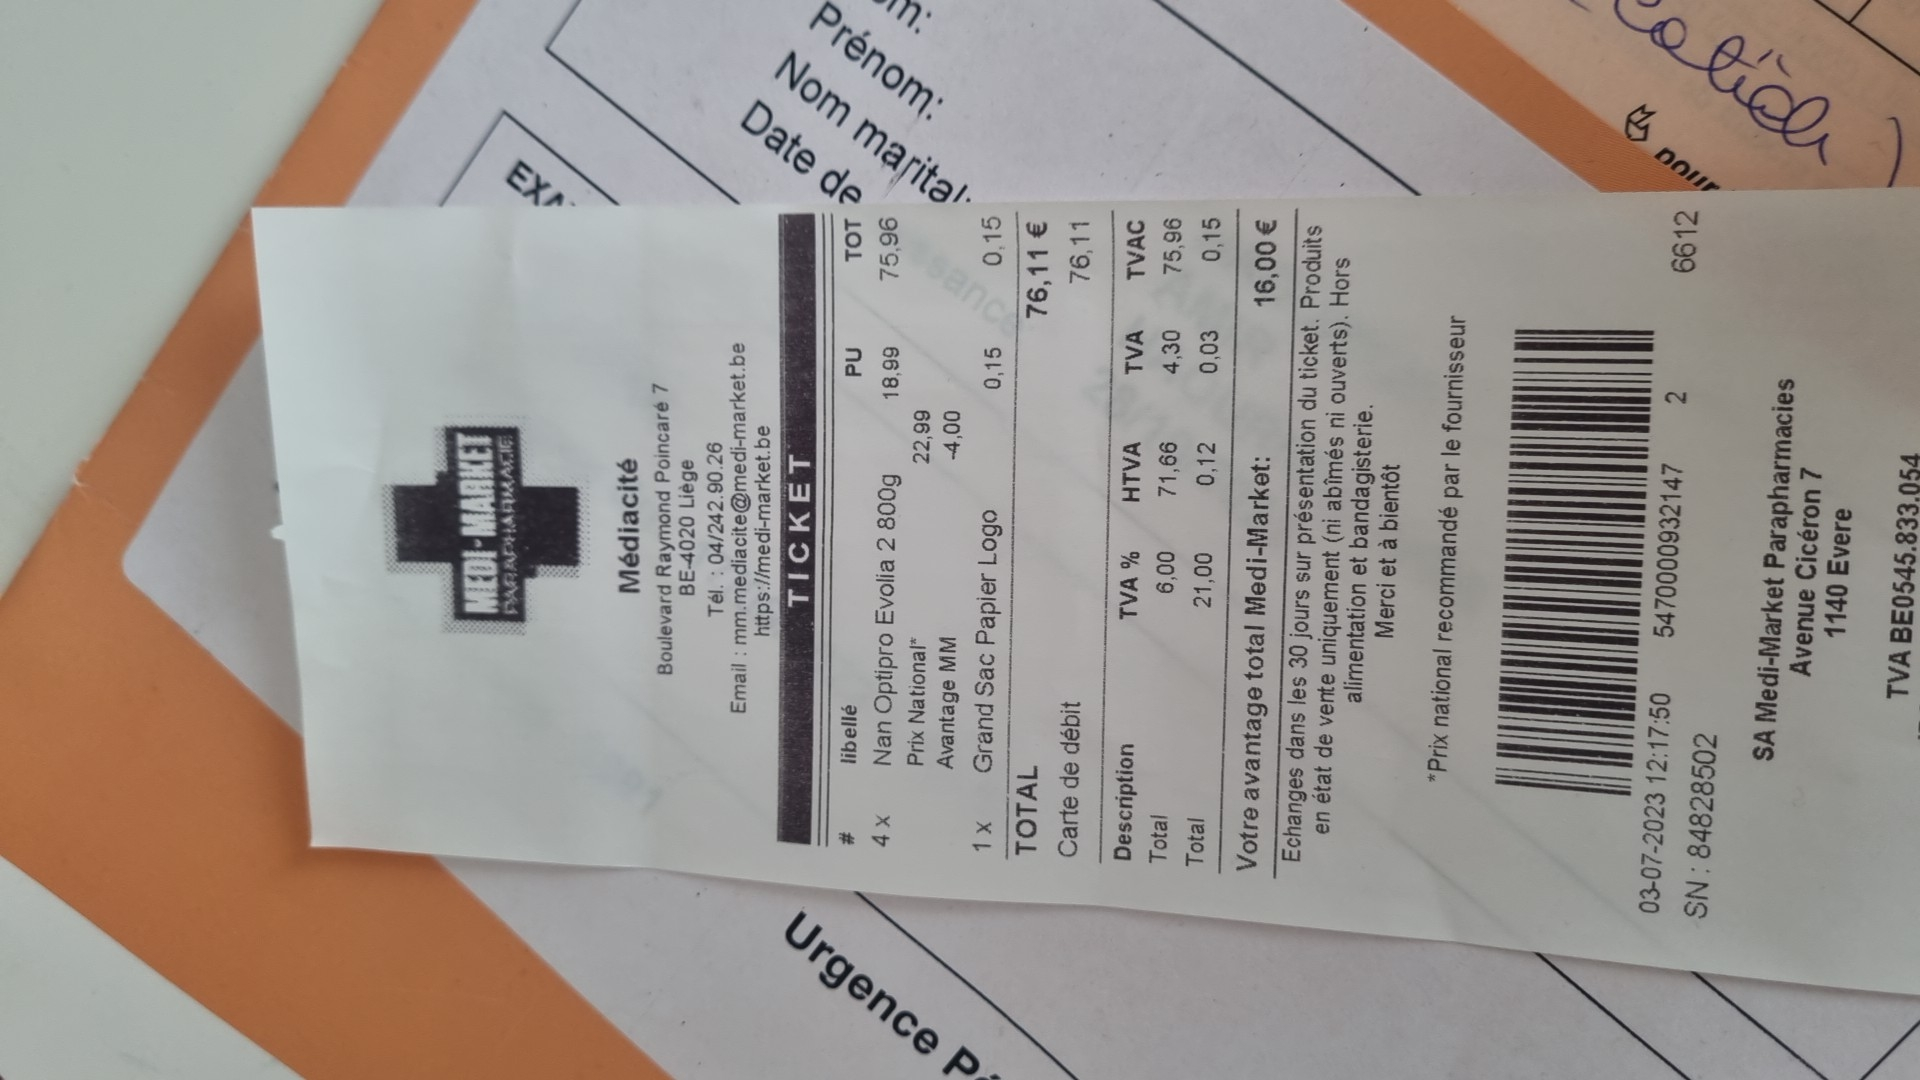 MEDI-MARKET
PARAPHARMACIE
Médiacité
Boulevard Raymond Poincaré 7
BE-4020 Liège
Tél. : 04/242.90.26
Email : mm.mediacite@medi-market.be
https://medi-market.be
TICKET
# libellé PU TOT
4 x Nan Optipro Evolia 2 800g 18,99 75,96
Prix National* 22,99
Avantage MM -4,00
1 x Grand Sac Papier Logo 0,15 0,15
TOTAL 76,11 €
Carte de débit 76,11
Description TVA % HTVA TVA TVAC
Total 6,00 71,66 4,30 75,96
Total 21,00 0,12 0,03 0,15
Votre avantage total Medi-Market: 16,00 €
Echanges dans les 30 jours sur présentation du ticket. Produits
en état de vente uniquement (ni abîmés ni ouverts). Hors
alimentation et bandagisterie.
Merci et à bientôt
*Prix national recommandé par le fournisseur
03-07-2023 12:17:50 5470000932147 2 6612
SN : 84828502
SA Medi-Market Parapharmacies
Avenue Cicéron 7
1140 Evere
TVA BE0545.833.054
Prénom:
Nom marital:
Date de
Urgence
pour